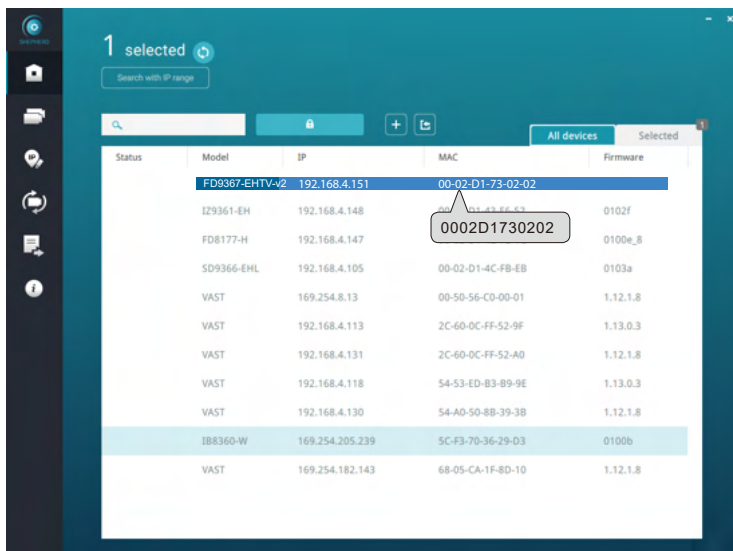 SHEPHERD
1 selected
Search with IP range
1
All devices Selected
Status Model IP MAC Firmware
FD9367-EHTV-v2 192.168.4.151 00-02-D1-73-02-02
IZ9361-EH 192.168.4.148 0102f
0002D1730202
FD8177-H 192.168.4.147 0100e_8
SD9366-EHL 192.168.4.105 00-02-D1-4C-FB-EB 0103a
VAST 169.254.8.13 00-50-56-C0-00-01 1.12.1.8
VAST 192.168.4.113 2C-60-0C-FF-52-9F 1.13.0.3
VAST 192.168.4.131 2C-60-0C-FF-52-A0 1.12.1.8
VAST 192.168.4.118 54-53-ED-B3-B9-9E 1.13.0.3
VAST 192.168.4.130 54-A0-50-8B-39-3B 1.12.1.8
IB8360-W 169.254.205.239 5C-F3-70-36-29-D3 0100b
VAST 169.254.182.143 68-05-CA-1F-8D-10 1.12.1.8